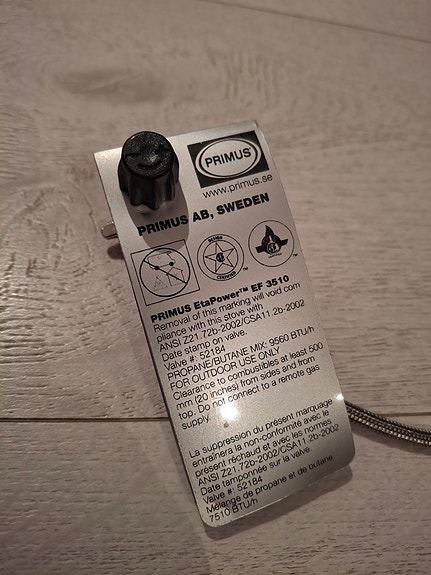 PRIMUS
www.primus.se
PRIMUS AB, SWEDEN
DESIGN
CERTIFIED
PRIMUS EtaPower™ EF 3510
Removal of this marking will void com
pliance with this stove with
ANSI Z21.72b-2002/CSA11.2b-2002
Date stamp on valve.
Valve #: 52184
PROPANE/BUTANE MIX: 9560 BTU/h
FOR OUTDOOR USE ONLY
Clearance to combustibles at least 500
mm (20 inches) from sides and from
top. Do not connect to a remote gas
supply
La suppression du présent marquage
entraînera la non-conformité avec le
présent réchaud et avec les normes
ANSI Z21.72b-2002/CSA11.2b-2002
Date tamponnée sur la valve.
Valve #: 52184
Mélange de propane et de butane
7510 BTU/h